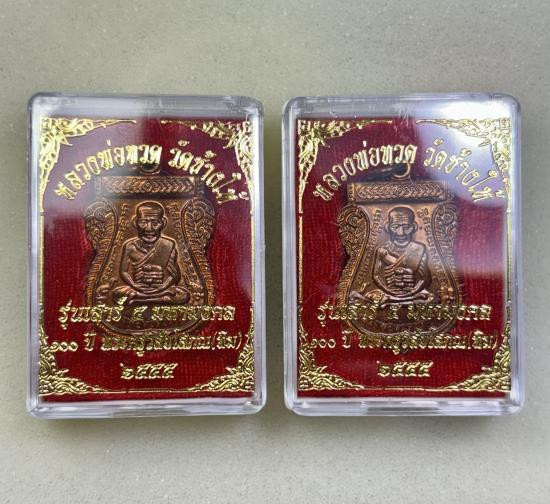 หลวงพ่อทวด วัดช้างให้
รุ่นเสาร์ ๕ มหามงคล
๑๐๐ ปี พระครูวิสัยโสภณ(ทิม)
๒๕๕๕
หลวงพ่อทวด วัดช้างให้
รุ่นเสาร์ ๕ มหามงคล
๑๐๐ ปี พระครูวิสัยโสภณ(ทิม)
๒๕๕๕